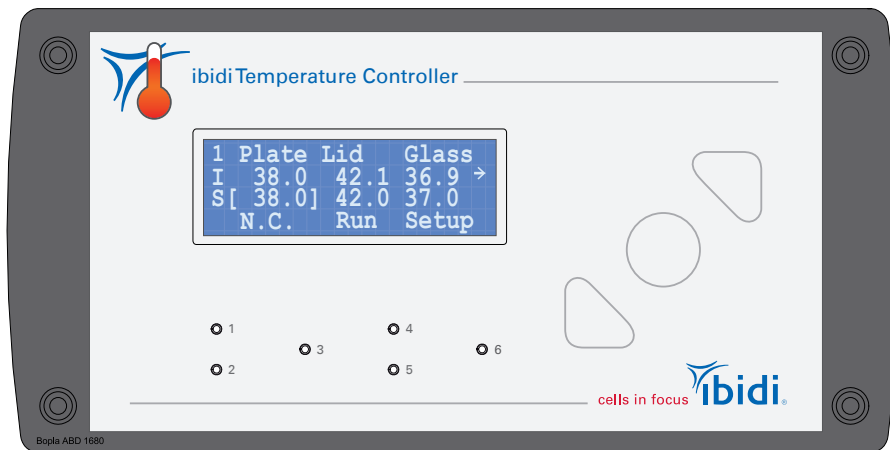 ibidi Temperature Controller
1 Plate Lid Glass
I 38.0 42.1 36.9 →
S[ 38.0] 42.0 37.0
N.C. Run Setup
1
4
3
6
2
5
cells in focus ibidi®
Bopla ABD 1680